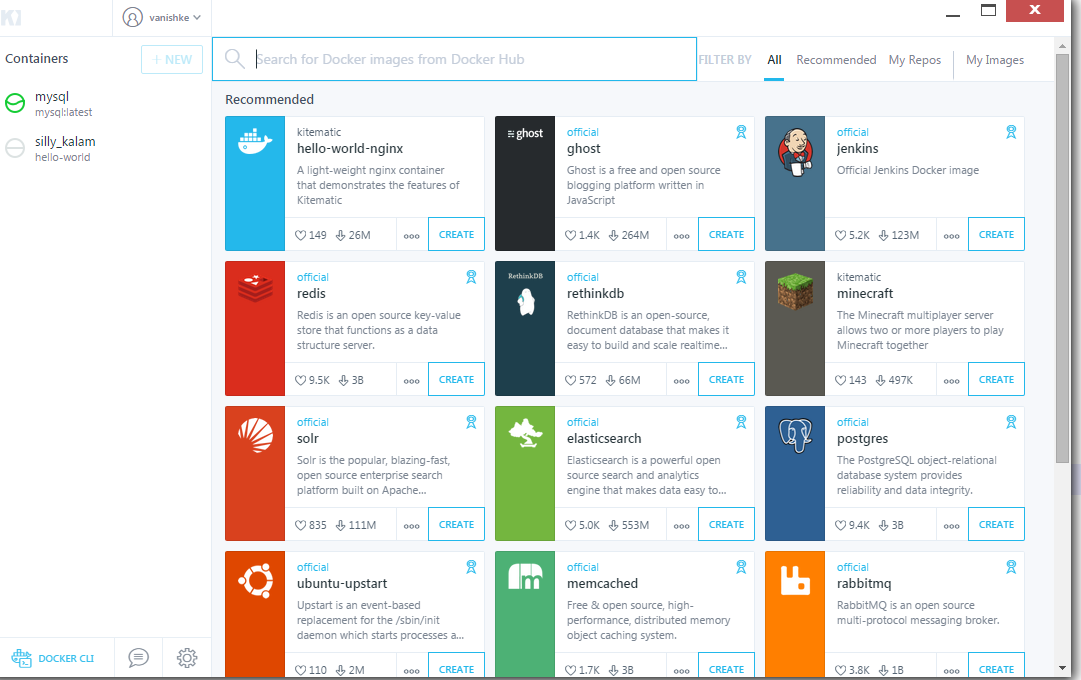 vanishke
Containers
+ NEW
mysql
mysql:latest
silly_kalam
hello-world
DOCKER CLI
Search for Docker images from Docker Hub
FILTER BY All Recommended My Repos My Images
Recommended
kitematic
hello-world-nginx
A light-weight nginx container
that demonstrates the features of
Kitematic
149 26M
CREATE
ghost
official
ghost
Ghost is a free and open source
blogging platform written in
JavaScript
1.4K 264M
CREATE
official
jenkins
Official Jenkins Docker image
5.2K 123M
CREATE
official
redis
Redis is an open source key-value
store that functions as a data
structure server.
9.5K 3B
CREATE
RethinkDB
official
rethinkdb
RethinkDB is an open-source,
document database that makes it
easy to build and scale realtime...
572 66M
CREATE
kitematic
minecraft
The Minecraft multiplayer server
allows two or more players to play
Minecraft together
143 497K
CREATE
official
solr
Solr is the popular, blazing-fast,
open source enterprise search
platform built on Apache...
835 111M
CREATE
official
elasticsearch
Elasticsearch is a powerful open
source search and analytics
engine that makes data easy to...
5.0K 553M
CREATE
official
postgres
The PostgreSQL object-relational
database system provides
reliability and data integrity.
9.4K 3B
CREATE
official
ubuntu-upstart
Upstart is an event-based
replacement for the /sbin/init
daemon which starts processes a...
110 2M
CREATE
official
memcached
Free & open source, high-
performance, distributed memory
object caching system.
1.7K 3B
CREATE
official
rabbitmq
RabbitMQ is an open source
multi-protocol messaging broker.
3.8K 1B
CREATE